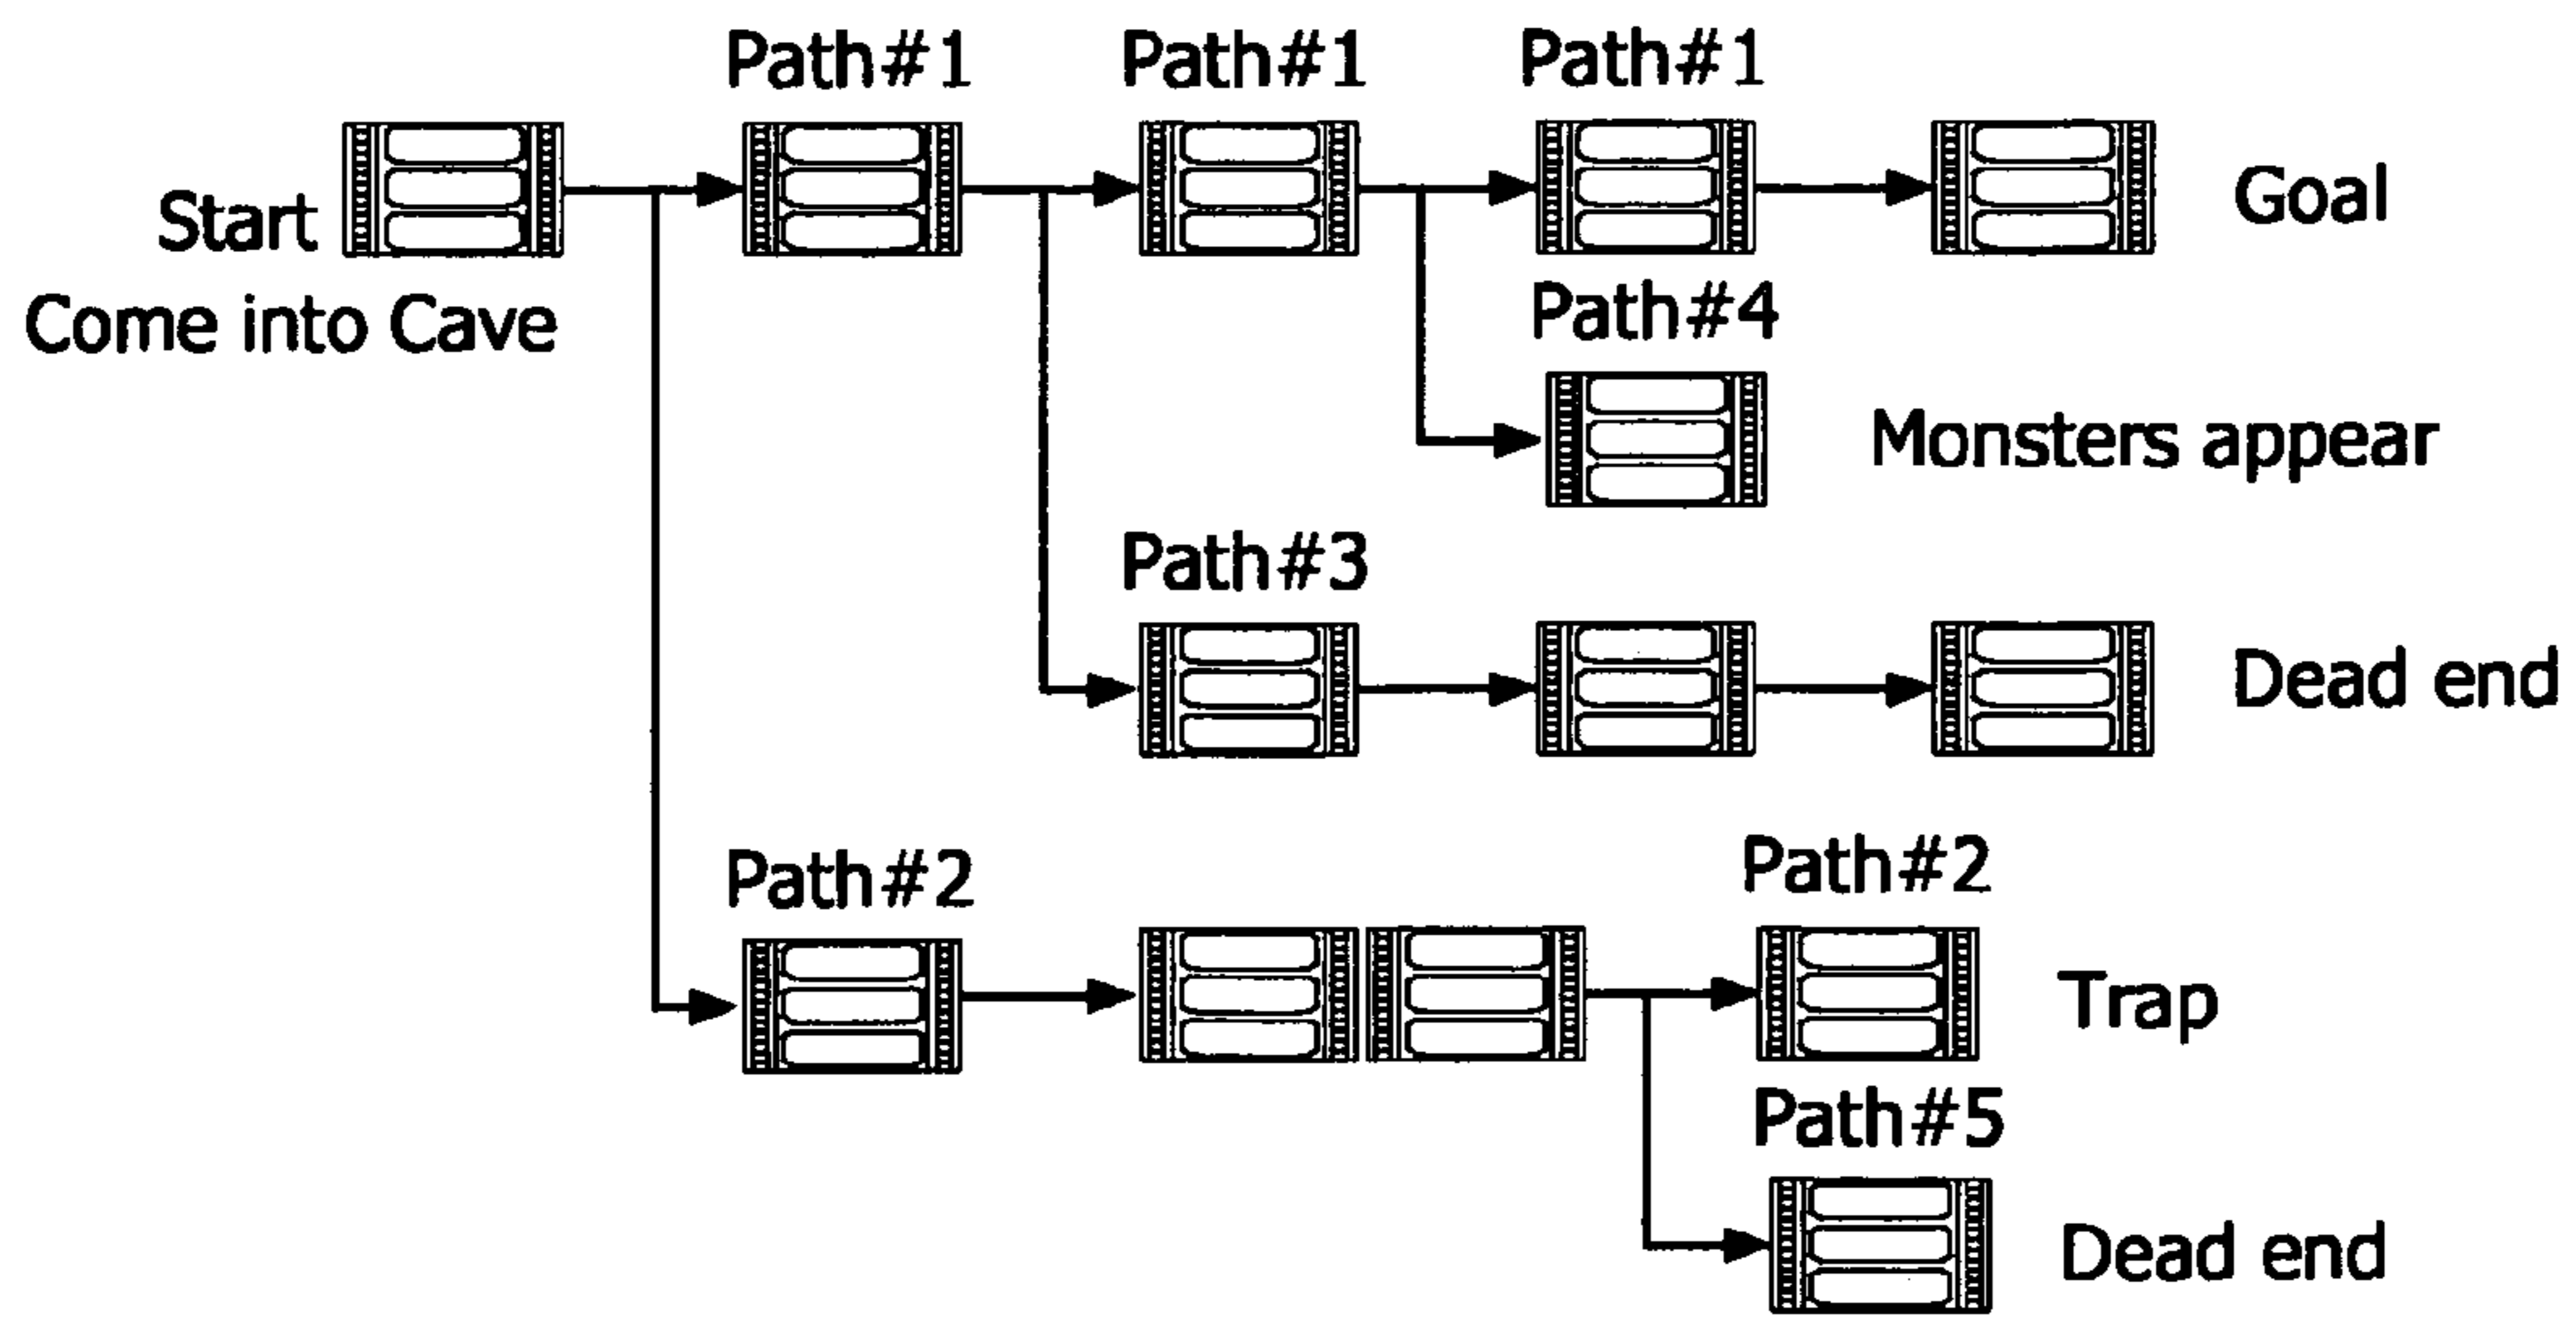 Path#1 Path#1 Path#1
Start
Goal
Come into Cave
Path#4
Monsters appear
Path#3
Dead end
Path#2
Path#2
Trap
Path#5
Dead end